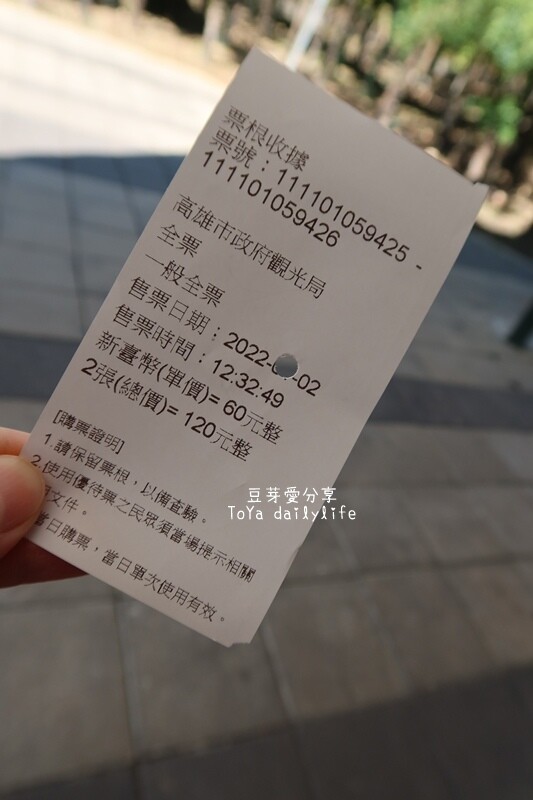 票根收據
票號：111101059425 -
111101059426
高雄市政府觀光局
全票
一般全票
售票日期：2022. -02
售票時間：12:32:49
新臺幣(單價)= 60元整
2張(總價)= 120元整
[購票證明]
1.請保留票根，以備查驗。
2.使用優待票之民眾須當場提示相關
文件。
當日購票，當日單次使用有效。
豆芽愛分享
ToYa dailylife